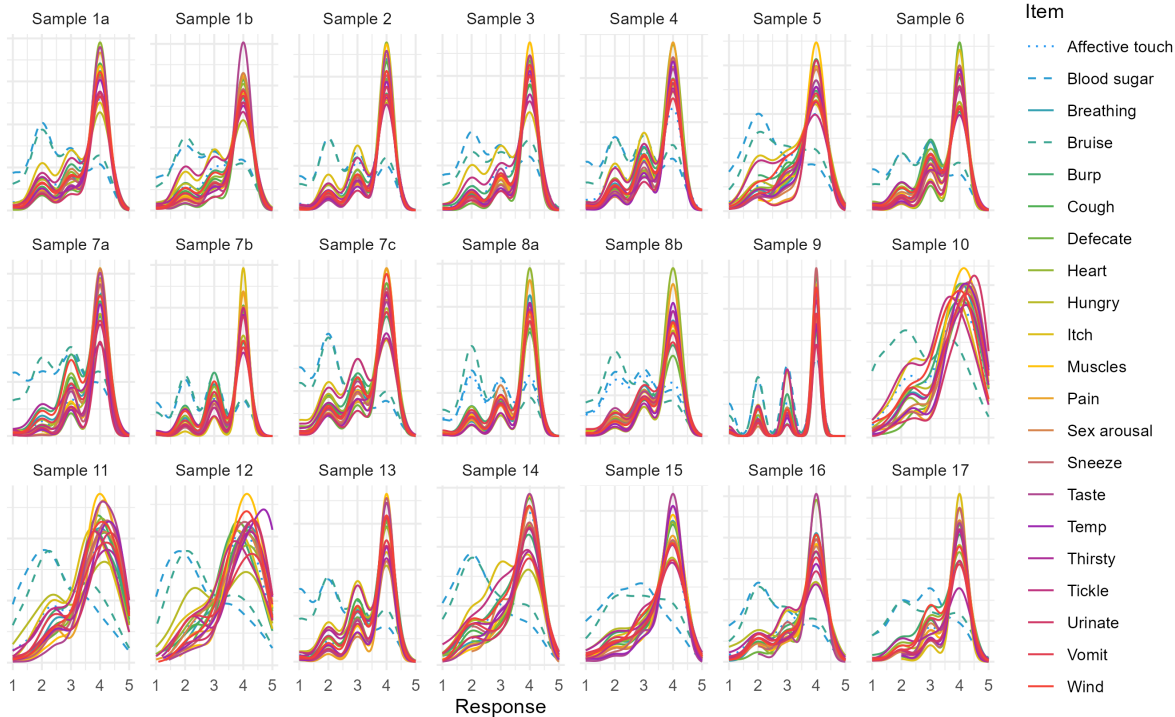 Sample 1a Sample 1b Sample 2 Sample 3 Sample 4 Sample 5 Sample 6
Sample 7a Sample 7b Sample 7c Sample 8a Sample 8b Sample 9 Sample 10
Sample 11 Sample 12 Sample 13 Sample 14 Sample 15 Sample 16 Sample 17
1 2 3 4 5 1 2 3 4 5 1 2 3 4 5 1 2 3 4 5 1 2 3 4 5 1 2 3 4 5 1 2 3 4 5
Response
Item
Affective touch
Blood sugar
Breathing
Bruise
Burp
Cough
Defecate
Heart
Hungry
Itch
Muscles
Pain
Sex arousal
Sneeze
Taste
Temp
Thirsty
Tickle
Urinate
Vomit
Wind